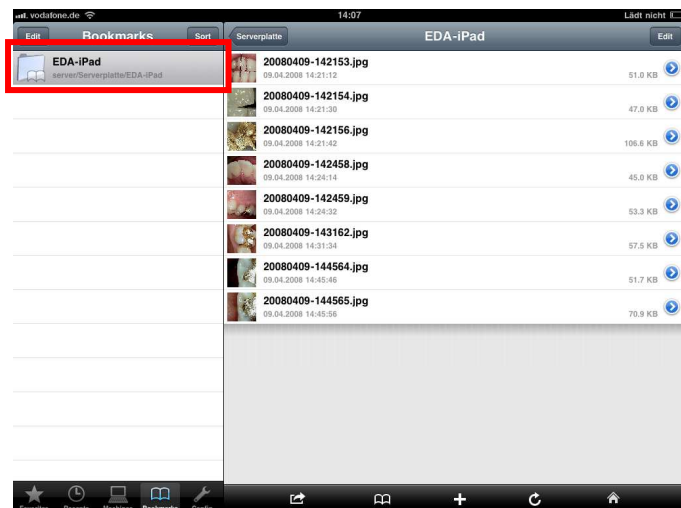 vodafone.de
14:07
Lädt nicht
Edit
Bookmarks
Sort
Serverplatte
EDA-iPad
Edit
EDA-iPad
server/Serverplatte/EDA-iPad
20080409-142153.jpg
09.04.2008 14:21:12
51.0 KB
20080409-142154.jpg
09.04.2008 14:21:30
47.0 KB
20080409-142156.jpg
09.04.2008 14:21:42
106.6 KB
20080409-142458.jpg
09.04.2008 14:24:14
45.0 KB
20080409-142459.jpg
09.04.2008 14:24:32
53.3 KB
20080409-143162.jpg
09.04.2008 14:31:34
57.5 KB
20080409-144564.jpg
09.04.2008 14:45:46
51.7 KB
20080409-144565.jpg
09.04.2008 14:45:56
70.9 KB